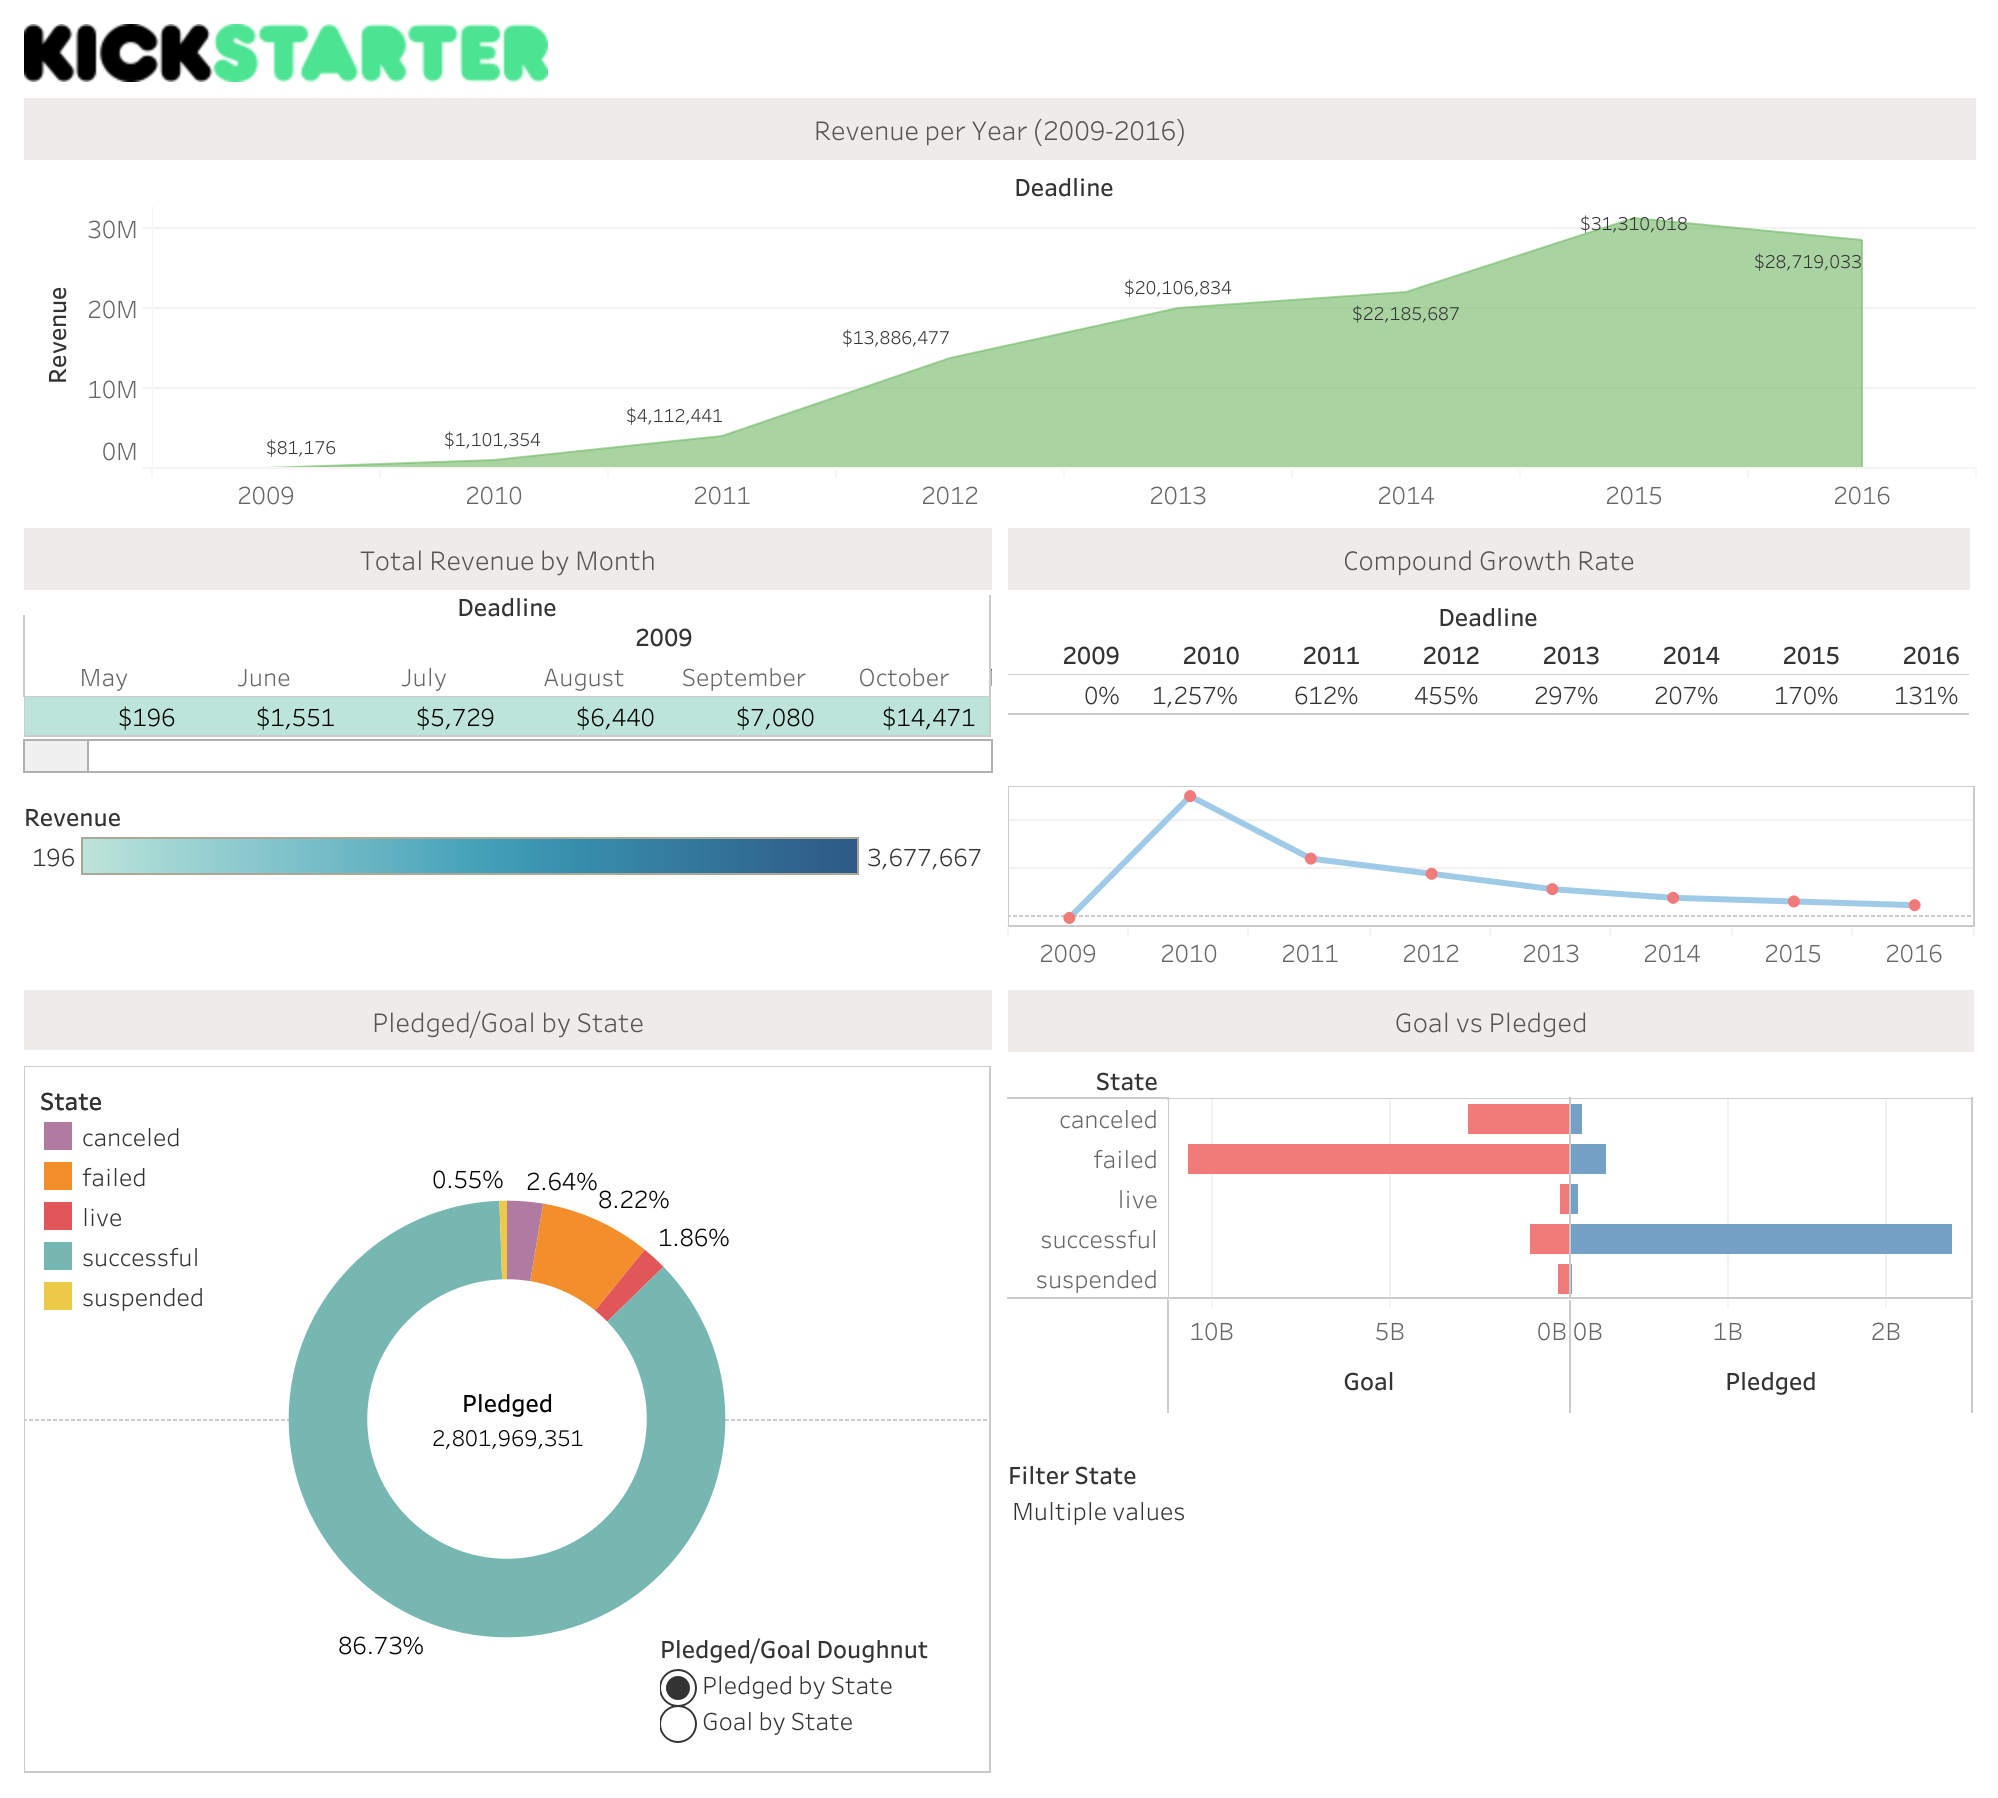 KICKSTARTER
Revenue per Year (2009-2016)
Deadline
Revenue
30M
20M
10M
0M
$81,176
$1,101,354
$4,112,441
$13,886,477
$20,106,834
$22,185,687
$31,310,018
$28,719,033
2009 2010 2011 2012 2013 2014 2015 2016
Total Revenue by Month
Deadline
2009
May June July August September October
$196 $1,551 $5,729 $6,440 $7,080 $14,471
Revenue
196 3,677,667
Compound Growth Rate
Deadline
2009 2010 2011 2012 2013 2014 2015 2016
0% 1,257% 612% 455% 297% 207% 170% 131%
2009 2010 2011 2012 2013 2014 2015 2016
Pledged/Goal by State
State
canceled
failed
live
successful
suspended
0.55% 2.64%
8.22%
1.86%
Pledged
2,801,969,351
86.73%
Pledged/Goal Doughnut
Pledged by State
Goal by State
Goal vs Pledged
State
canceled
failed
live
successful
suspended
10B 5B 0B 0B 1B 2B
Goal Pledged
Filter State
Multiple values